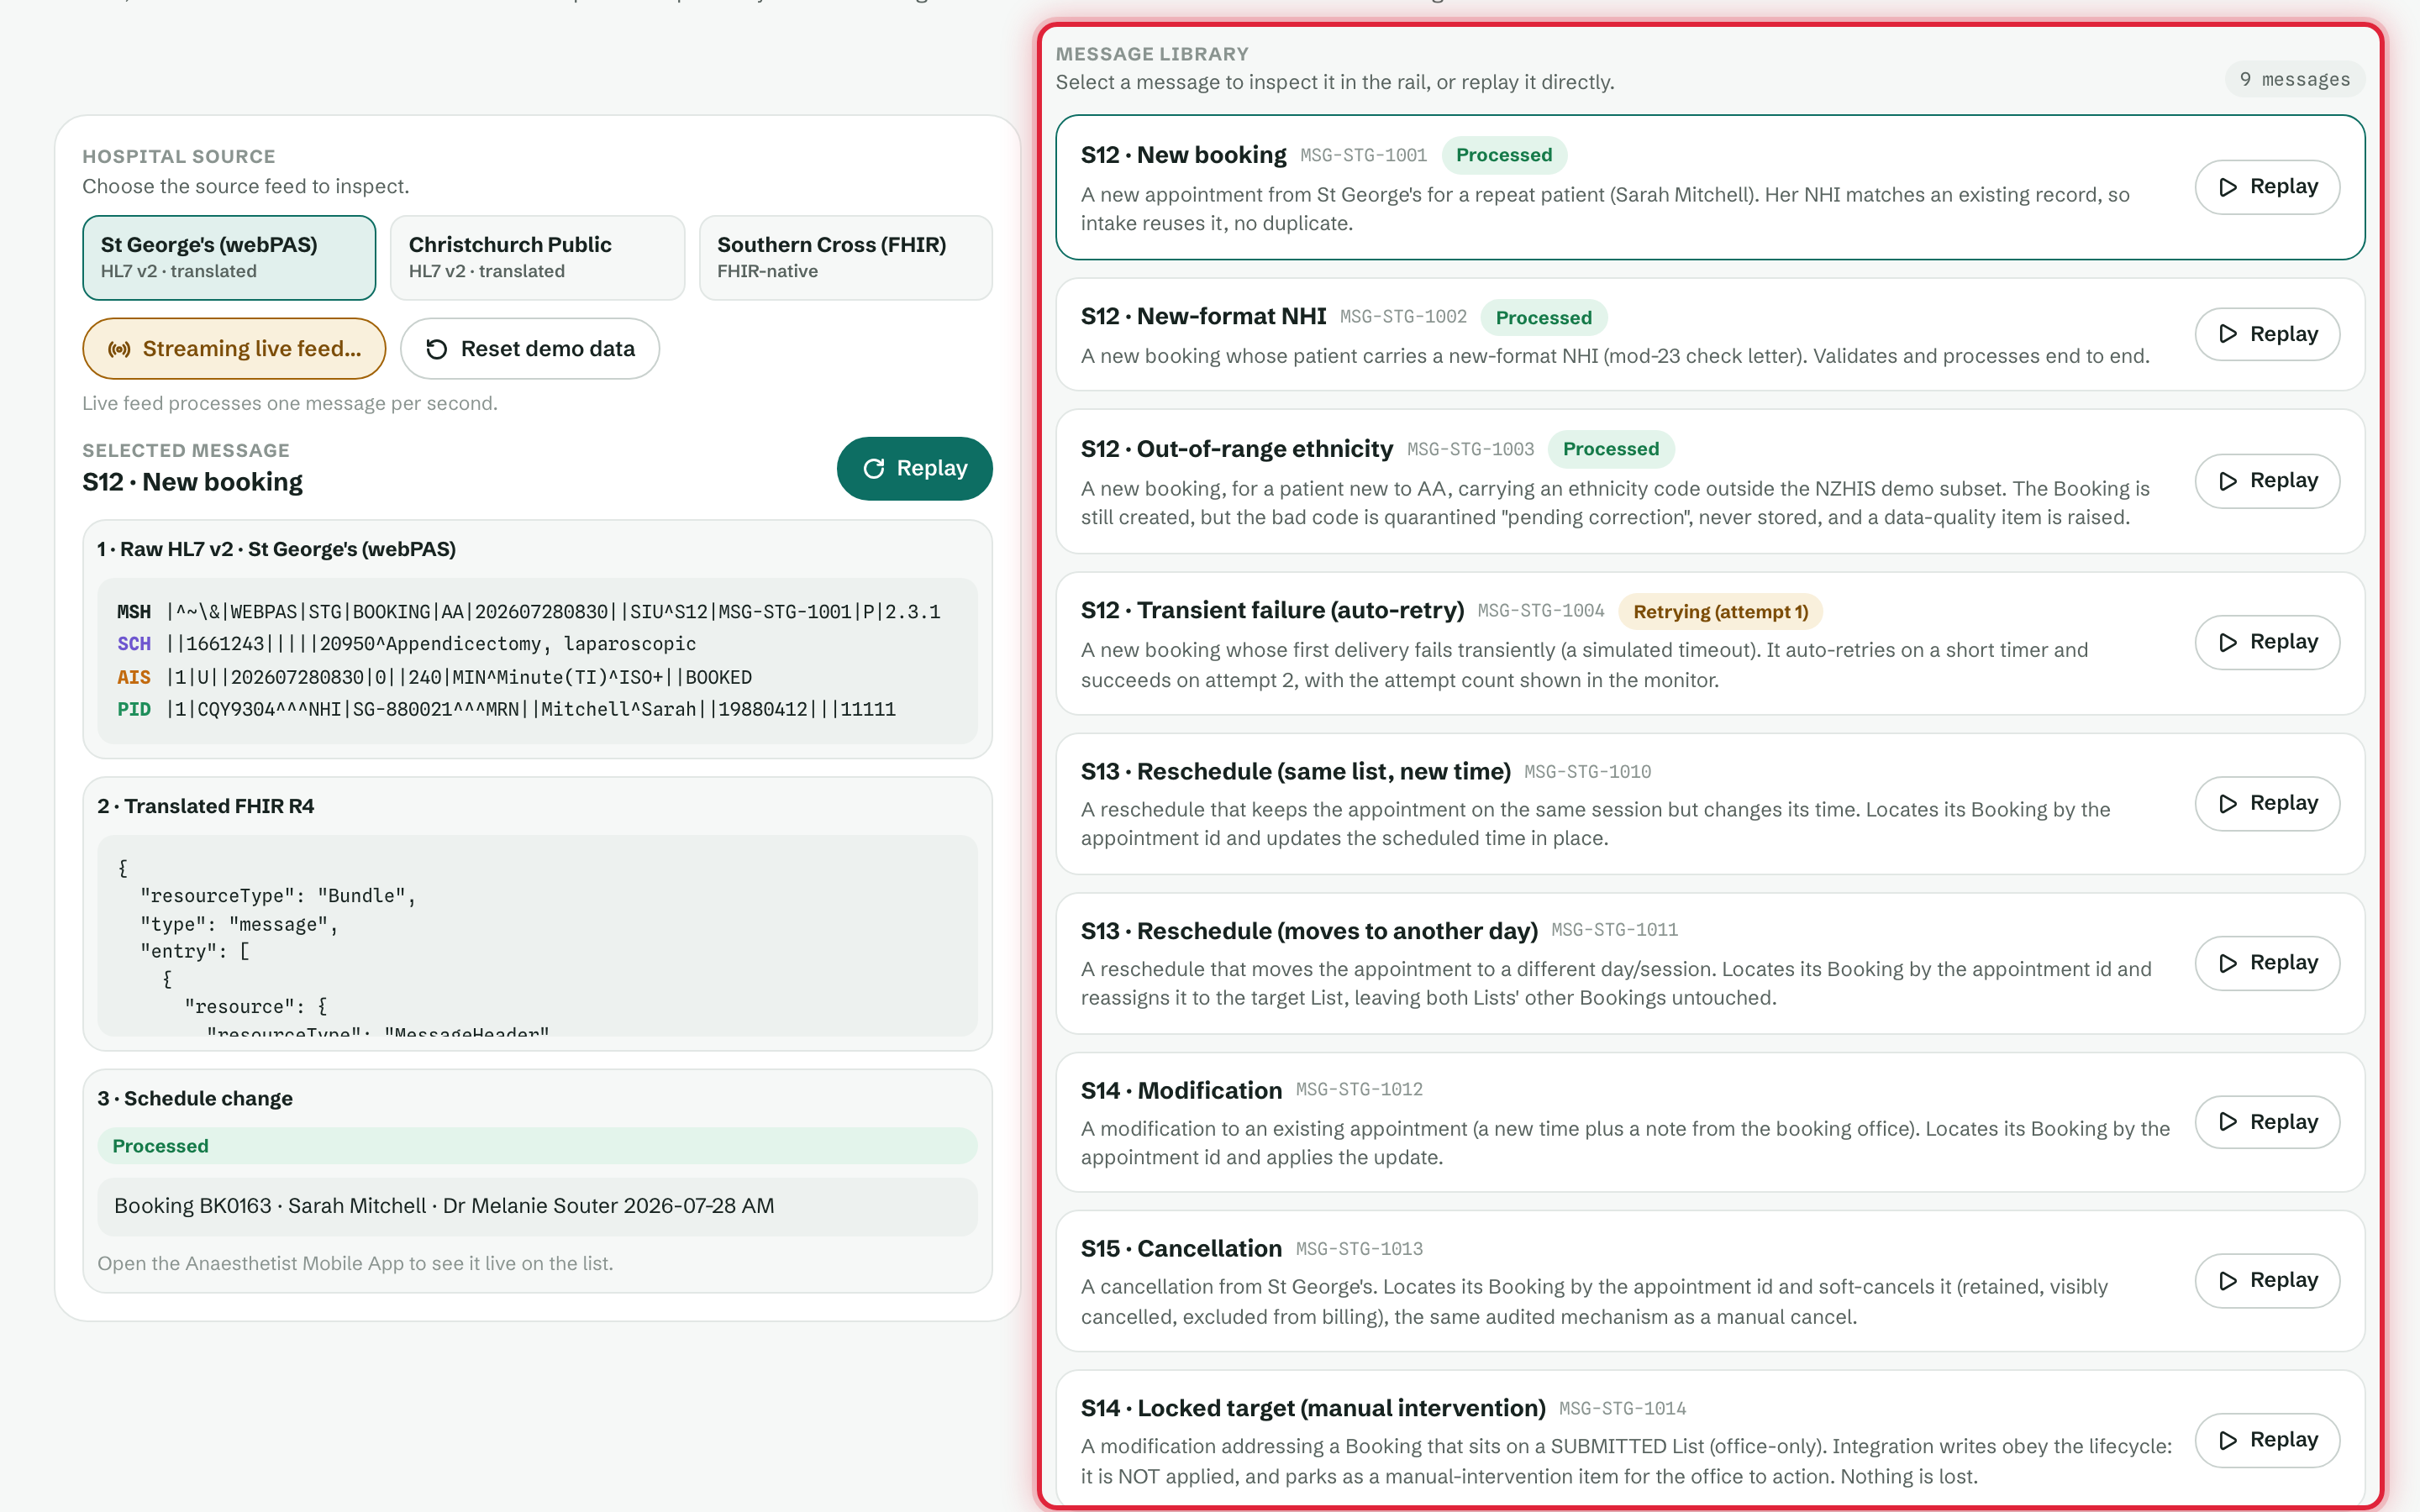 HOSPITAL SOURCE
Choose the source feed to inspect.
St George's (webPAS)
HL7 v2 · translated
Christchurch Public
HL7 v2 · translated
Southern Cross (FHIR)
FHIR-native
Streaming live feed...
Reset demo data
Live feed processes one message per second.
SELECTED MESSAGE
S12 · New booking
Replay
1 · Raw HL7 v2 · St George's (webPAS)
MSH |^~\&|WEBPAS|STG|BOOKING|AA|202607280830||SIU^S12|MSG-STG-1001|P|2.3.1
SCH ||1661243|||||20950^Appendicectomy, laparoscopic
AIS |1|U||202607280830|0||240|MIN^Minute(TI)^ISO+||BOOKED
PID |1|CQY9304^^^NHI|SG-880021^^^MRN||Mitchell^Sarah||19880412|||11111
2 · Translated FHIR R4
{
"resourceType": "Bundle",
"type": "message",
"entry": [
{
"resource": {
"resourceType": "MessageHeader"
3 · Schedule change
Processed
Booking BK0163 · Sarah Mitchell · Dr Melanie Souter 2026-07-28 AM
Open the Anaesthetist Mobile App to see it live on the list.
MESSAGE LIBRARY
Select a message to inspect it in the rail, or replay it directly.
9 messages
S12 · New booking MSG-STG-1001 Processed
A new appointment from St George's for a repeat patient (Sarah Mitchell). Her NHI matches an existing record, so
intake reuses it, no duplicate.
Replay
S12 · New-format NHI MSG-STG-1002 Processed
A new booking whose patient carries a new-format NHI (mod-23 check letter). Validates and processes end to end.
Replay
S12 · Out-of-range ethnicity MSG-STG-1003 Processed
A new booking, for a patient new to AA, carrying an ethnicity code outside the NZHIS demo subset. The Booking is
still created, but the bad code is quarantined "pending correction", never stored, and a data-quality item is raised.
Replay
S12 · Transient failure (auto-retry) MSG-STG-1004 Retrying (attempt 1)
A new booking whose first delivery fails transiently (a simulated timeout). It auto-retries on a short timer and
succeeds on attempt 2, with the attempt count shown in the monitor.
Replay
S13 · Reschedule (same list, new time) MSG-STG-1010
A reschedule that keeps the appointment on the same session but changes its time. Locates its Booking by the
appointment id and updates the scheduled time in place.
Replay
S13 · Reschedule (moves to another day) MSG-STG-1011
A reschedule that moves the appointment to a different day/session. Locates its Booking by the appointment id and
reassigns it to the target List, leaving both Lists' other Bookings untouched.
Replay
S14 · Modification MSG-STG-1012
A modification to an existing appointment (a new time plus a note from the booking office). Locates its Booking by the
appointment id and applies the update.
Replay
S15 · Cancellation MSG-STG-1013
A cancellation from St George's. Locates its Booking by the appointment id and soft-cancels it (retained, visibly
cancelled, excluded from billing), the same audited mechanism as a manual cancel.
Replay
S14 · Locked target (manual intervention) MSG-STG-1014
A modification addressing a Booking that sits on a SUBMITTED List (office-only). Integration writes obey the lifecycle:
it is NOT applied, and parks as a manual-intervention item for the office to action. Nothing is lost.
Replay